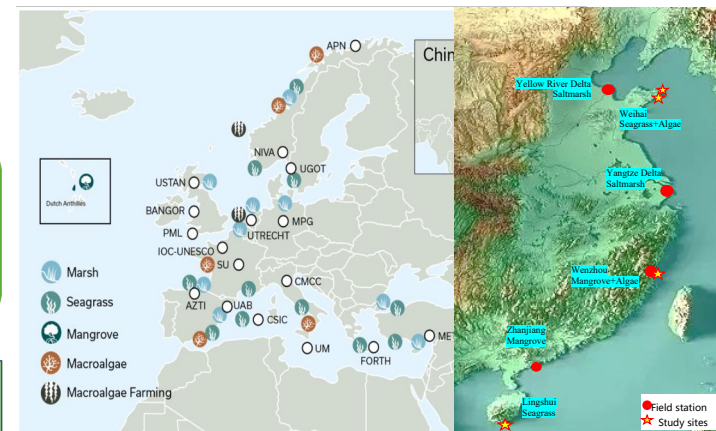 APN
Chin
NIVA
UGOT
USTAN
BANGOR
MPG
UTRECHT
PML
IOC-UNESCO
SU
CMCC
AZTI
UAB
CSIC
UM
FORTH
ME
Dutch Anthilles
Marsh
Seagrass
Mangrove
Macroalgae
Macroalgae Farming
Yellow River Delta
Saltmarsh
Weihai
Seagrass+Algae
Yangtze Delta
Saltmarsh
Wenzhou
Mangrove+Algae
Zhanjiang
Mangrove
Lingshui
Seagrass
Field station
Study sites